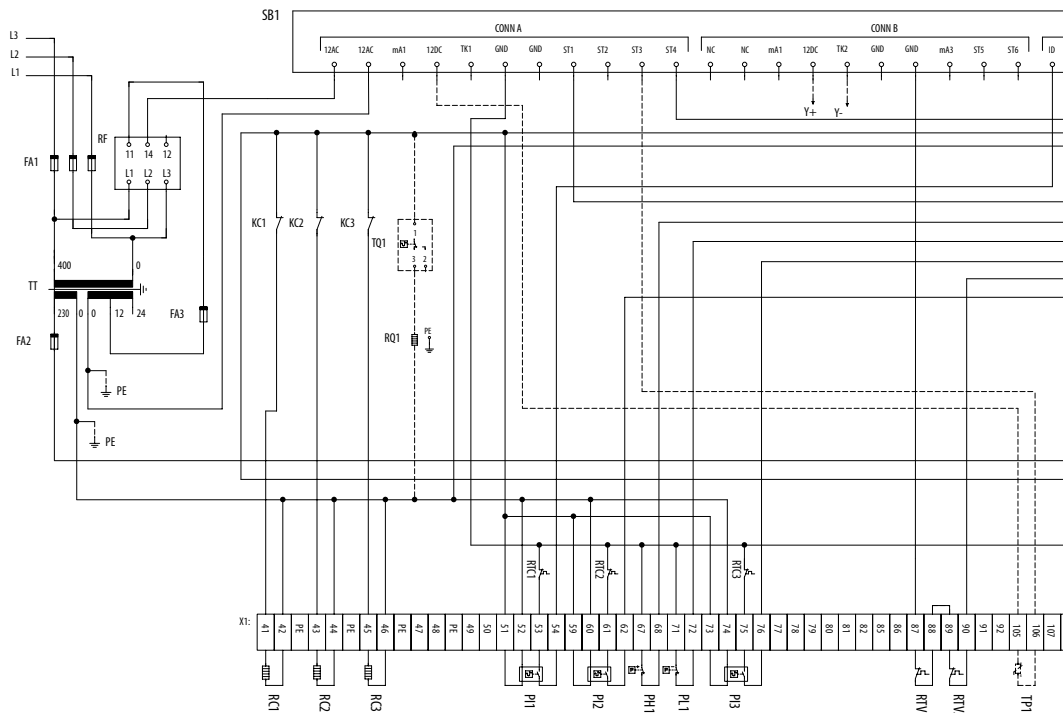 SB1
CONN A
CONN B
12AC 12AC mA1 12DC TK1 GND GND ST1 ST2 ST3 ST4 NC NC mA1 12DC TK2 GND GND mA3 ST5 ST6 ID
L3
L2
L1
Y+ Y-
RF
11 14 12
FA1
L1 L2 L3
KC1 KC2 KC3
TQ1
3 2
400 0
TT
230 0 0 12 24
FA3
FA2
RQ1
PE
PE
PE
RTC1 RTC2 RTC3
X1:
41 42 PE 43 44 PE 45 46 PE 47 48 PE 49 50 51 52 53 54 59 60 61 62 67 68 71 72 73 74 75 76 77 78 79 80 81 82 85 86 87 88 89 90 91 92 105 106 107
RC1 RC2 RC3 PI1 PI2 PH1 PL1 PI3 RTV RTV TP1